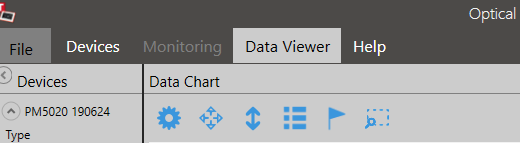 Optical
File Devices Monitoring Data Viewer Help
Devices Data Chart
PM5020 190624
Type